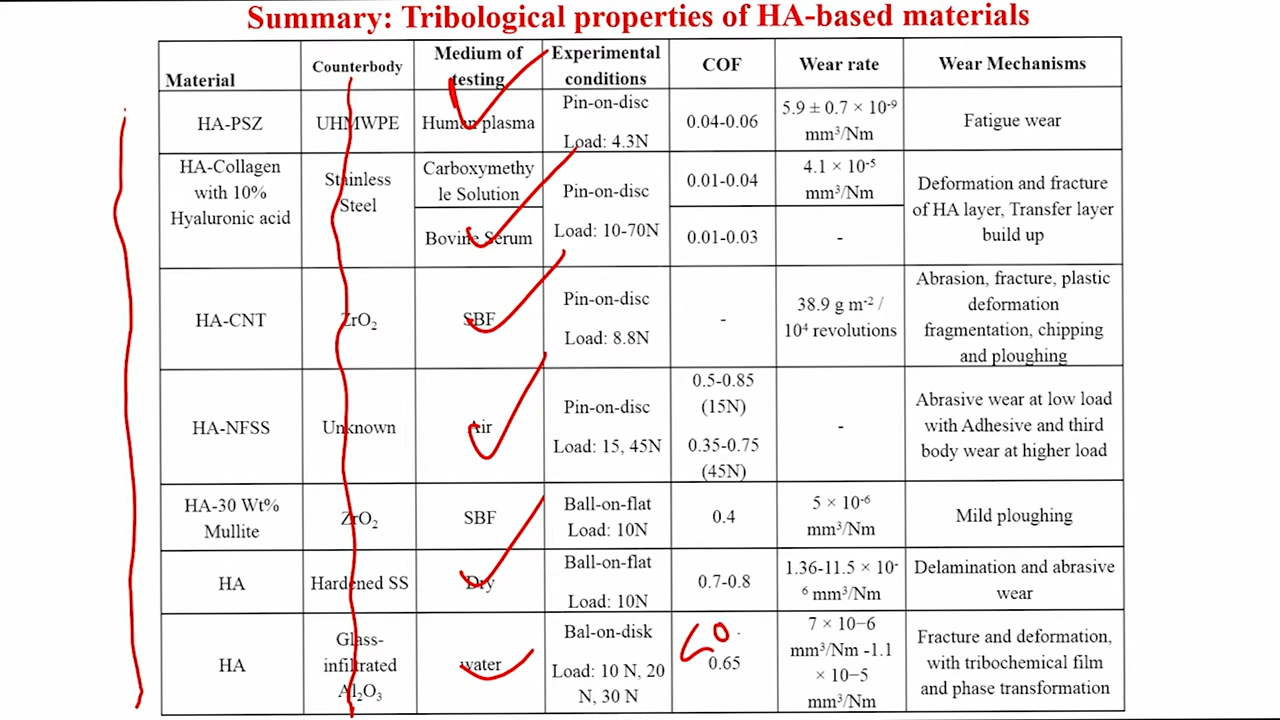 Summary: Tribological properties of HA-based materials
Material
Counterbody
Medium of
testing
Experimental
conditions
COF
Wear rate
Wear Mechanisms
HA-PSZ
UHMWPE
Human plasma
Pin-on-disc
Load: 4.3N
0.04-0.06
5.9 ± 0.7 × 10⁻⁹
mm³/Nm
Fatigue wear
HA-Collagen
with 10%
Hyaluronic acid
Stainless
Steel
Carboxymethy
le Solution
Bovine Serum
Pin-on-disc
Load: 10-70N
0.01-0.04
0.01-0.03
4.1 × 10⁻⁵
mm³/Nm
-
Deformation and fracture
of HA layer, Transfer layer
build up
HA-CNT
ZrO₂
SBF
Pin-on-disc
Load: 8.8N
-
38.9 g m⁻² /
10⁴ revolutions
Abrasion, fracture, plastic
deformation
fragmentation, chipping
and ploughing
HA-NFSS
Unknown
Air
Pin-on-disc
Load: 15, 45N
0.5-0.85
(15N)
0.35-0.75
(45N)
-
Abrasive wear at low load
with Adhesive and third
body wear at higher load
HA-30 Wt%
Mullite
ZrO₂
SBF
Ball-on-flat
Load: 10N
0.4
5 × 10⁻⁶
mm³/Nm
Mild ploughing
HA
Hardened SS
Dry
Ball-on-flat
Load: 10N
0.7-0.8
1.36-11.5 × 10⁻
⁶ mm³/Nm
Delamination and abrasive
wear
HA
Glass-
infiltrated
Al₂O₃
water
Bal-on-disk
Load: 10 N, 20
N, 30 N
<0.
0.65
7 × 10−6
mm³/Nm -1.1
× 10−5
mm³/Nm
Fracture and deformation,
with tribochemical film
and phase transformation